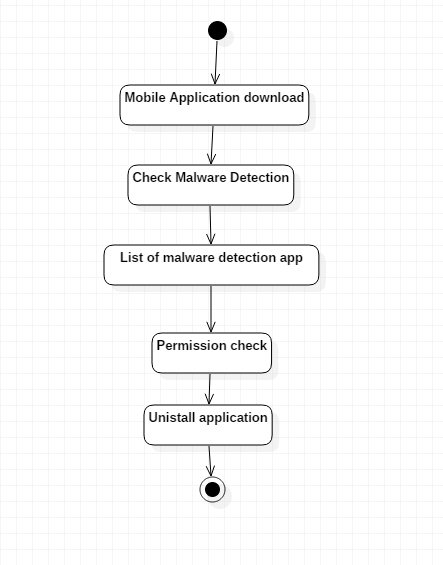 Mobile Application download
Check Malware Detection
List of malware detection app
Permission check
Unistall application